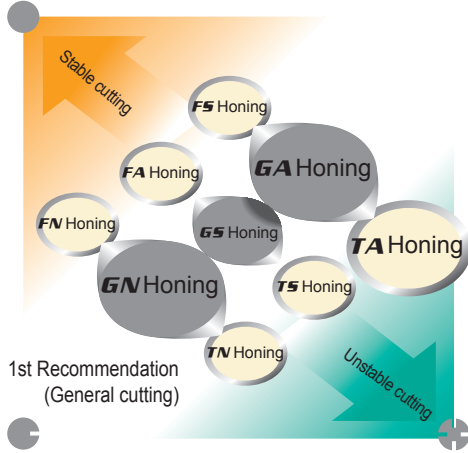 Stable cutting
FS Honing
GA Honing
FA Honing
FN Honing
GS Honing
TA Honing
GN Honing
TS Honing
TN Honing
1st Recommendation
(General cutting)
Unstable cutting